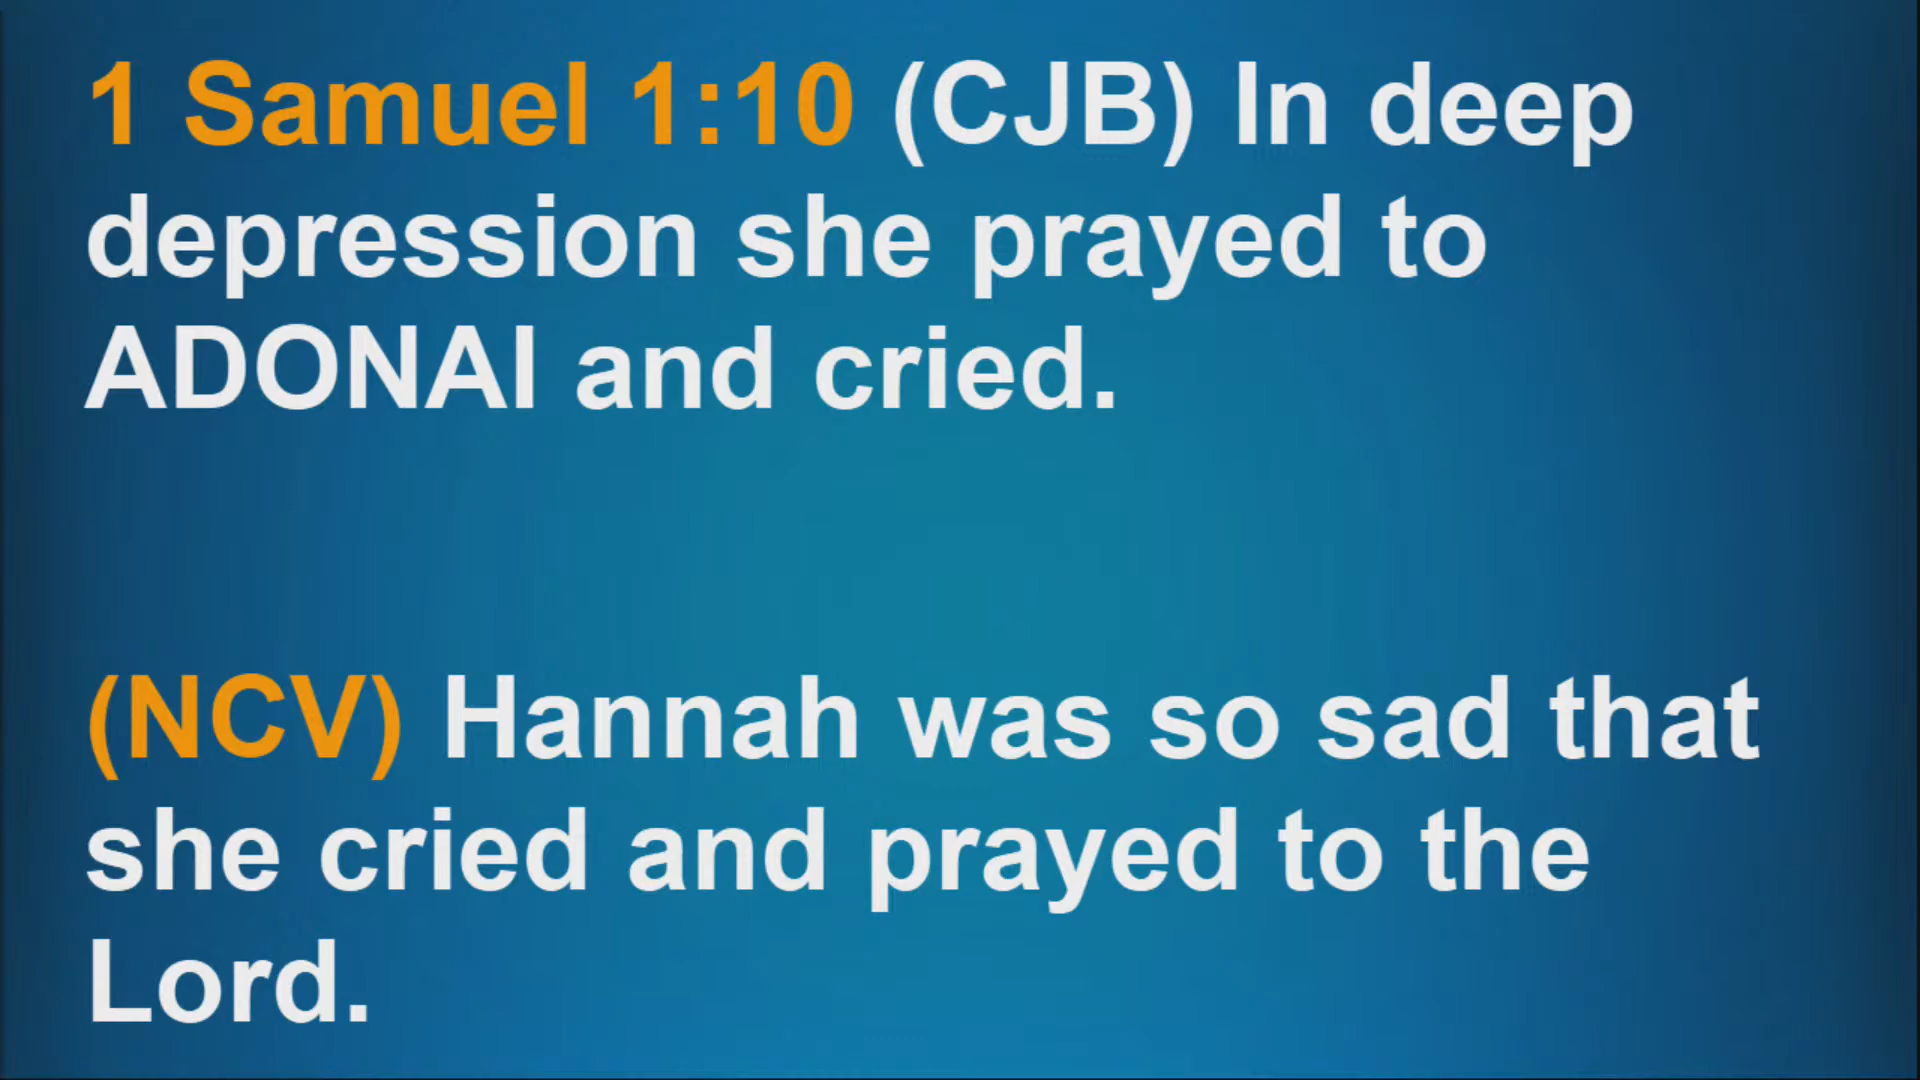 1 Samuel 1:10 (CJB) In deep
depression she prayed to
ADONAI and cried.
(NCV) Hannah was so sad that
she cried and prayed to the
Lord.